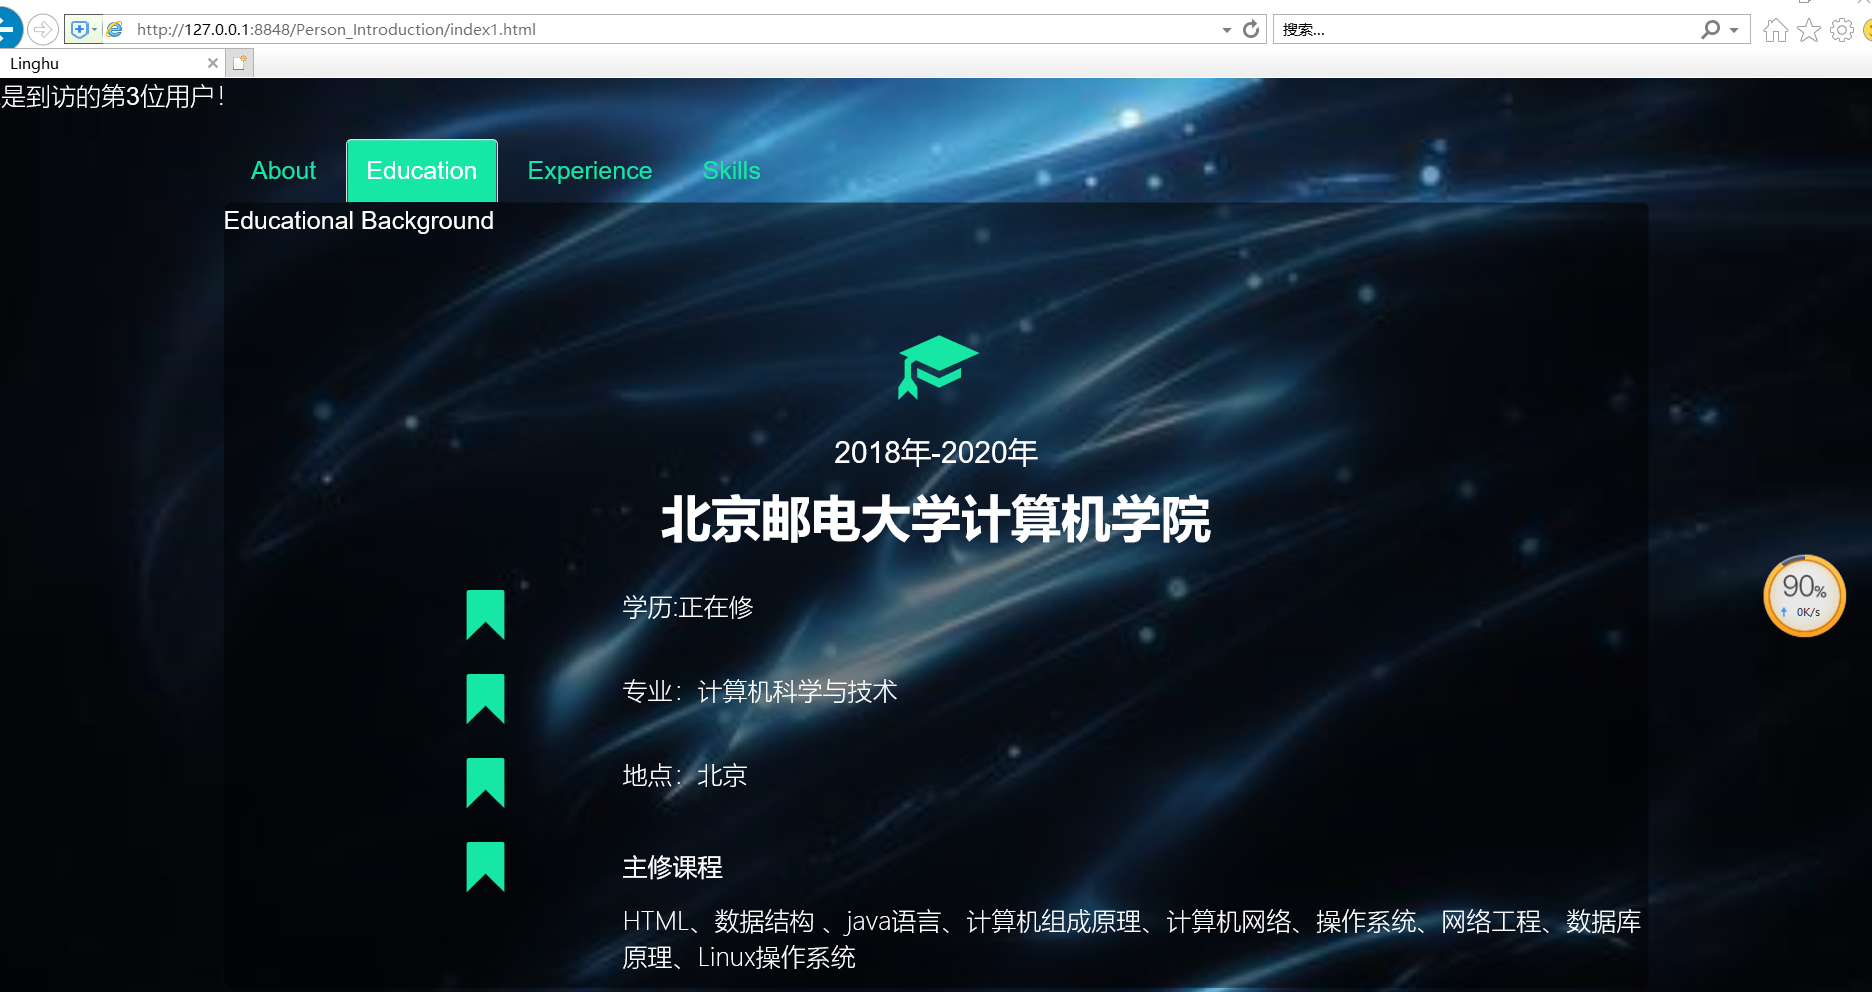 http://127.0.0.1:8848/Person_Introduction/index1.html
搜索...
Linghu
是到访的第3位用户！
About Education Experience Skills
Educational Background
2018年-2020年
北京邮电大学计算机学院
学历:正在修
专业：计算机科学与技术
地点：北京
主修课程
HTML、数据结构 、java语言、计算机组成原理、计算机网络、操作系统、网络工程、数据库
原理、Linux操作系统
90%
0K/s